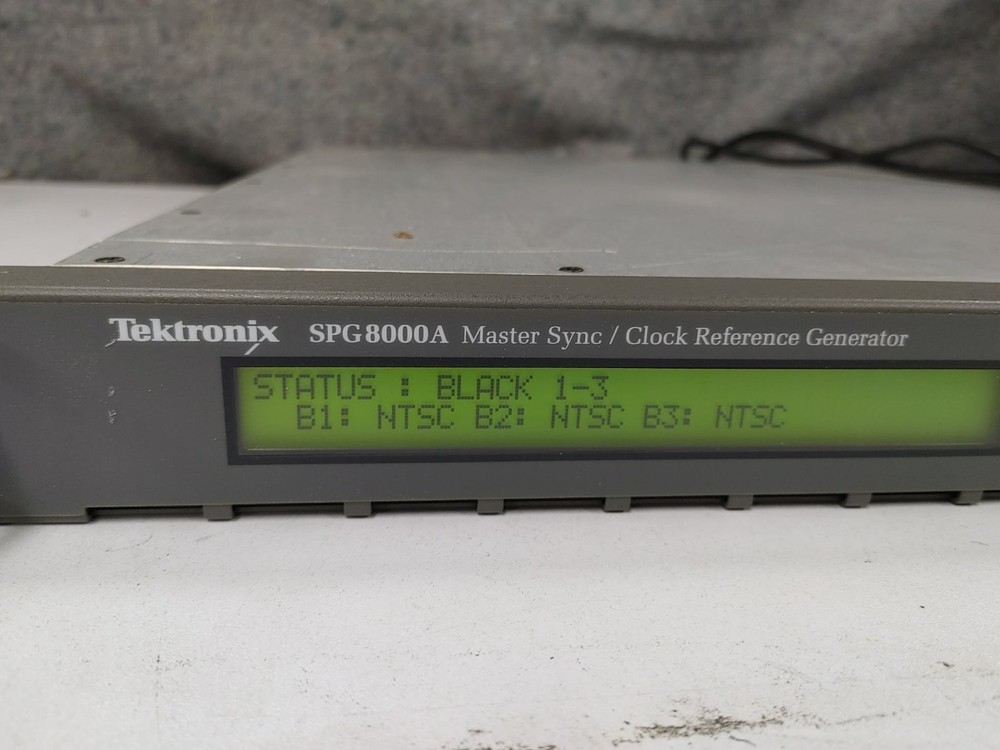 Tektronix SPG8000A Master Sync / Clock Reference Generator
STATUS : BLACK 1-3
B1: NTSC B2: NTSC B3: NTSC